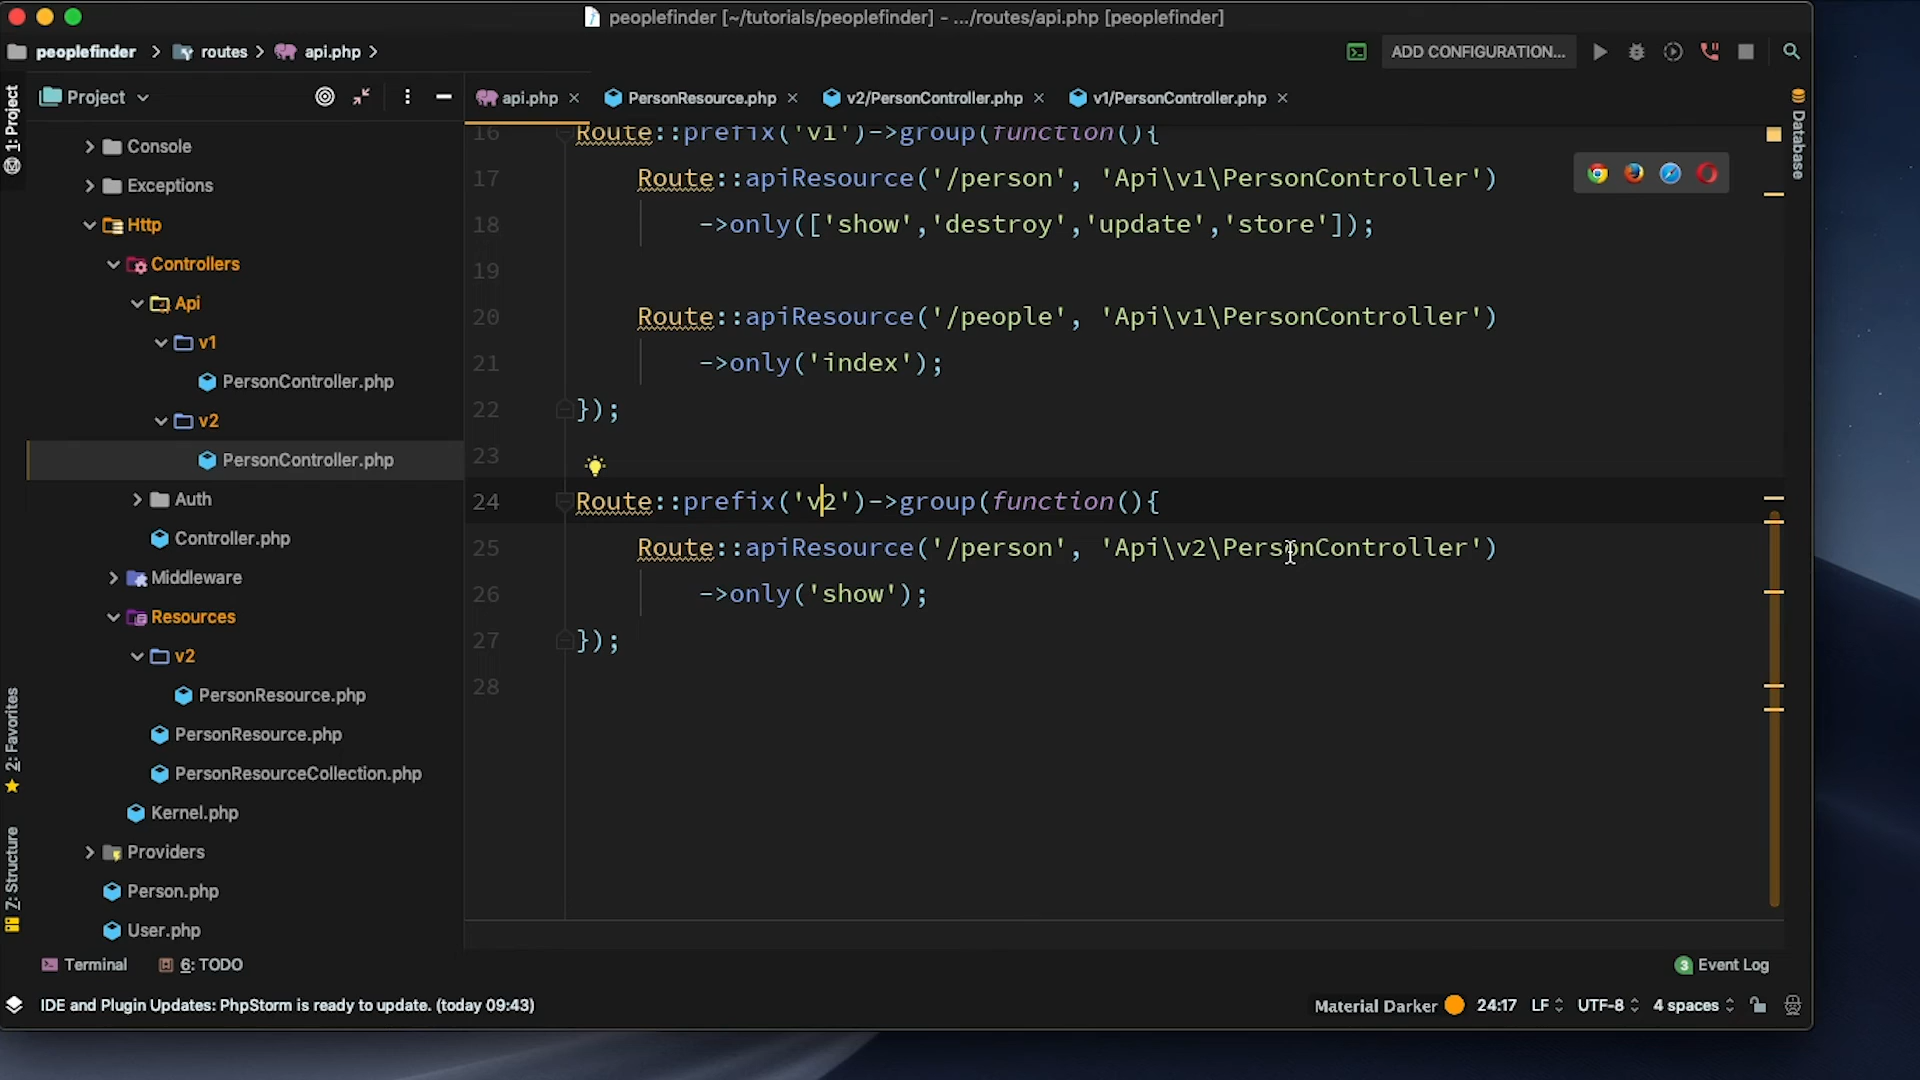 peoplefinder [~/tutorials/peoplefinder] - .../routes/api.php [peoplefinder]
peoplefinder routes api.php
ADD CONFIGURATION...
Project
api.php
PersonResource.php
v2/PersonController.php
v1/PersonController.php
1: Project
2: Favorites
7: Structure
Database
Console
Exceptions
Http
Controllers
Api
v1
PersonController.php
v2
PersonController.php
Auth
Controller.php
Middleware
Resources
v2
PersonResource.php
PersonResource.php
PersonResourceCollection.php
Kernel.php
Providers
Person.php
User.php
16 Route::prefix('v1')->group(function(){
17 Route::apiResource('/person', 'Api\v1\PersonController')
18 ->only(['show','destroy','update','store']);
19
20 Route::apiResource('/people', 'Api\v1\PersonController')
21 ->only('index');
22 });
23
24 Route::prefix('v2')->group(function(){
25 Route::apiResource('/person', 'Api\v2\PersonController')
26 ->only('show');
27 });
28
Terminal
6: TODO
3 Event Log
IDE and Plugin Updates: PhpStorm is ready to update. (today 09:43)
Material Darker 24:17 LF UTF-8 4 spaces